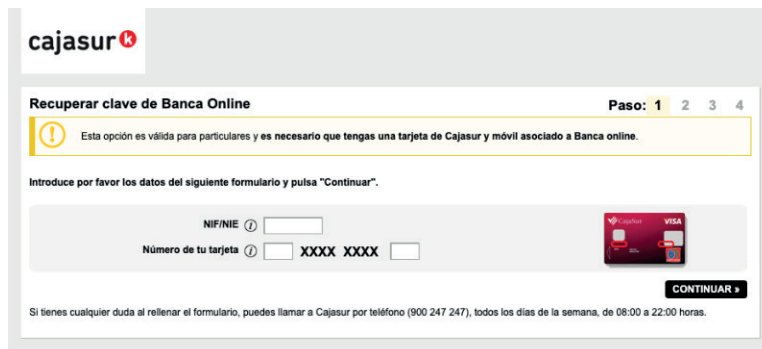 cajasur k
Recuperar clave de Banca Online
Paso: 1 2 3 4
Esta opción es válida para particulares y es necesario que tengas una tarjeta de Cajasur y móvil asociado a Banca online.
Introduce por favor los datos del siguiente formulario y pulsa "Continuar".
NIF/NIE i
Número de tu tarjeta i XXXX XXXX
CajaSur VISA
CONTINUAR »
Si tienes cualquier duda al rellenar el formulario, puedes llamar a Cajasur por teléfono (900 247 247), todos los días de la semana, de 08:00 a 22:00 horas.